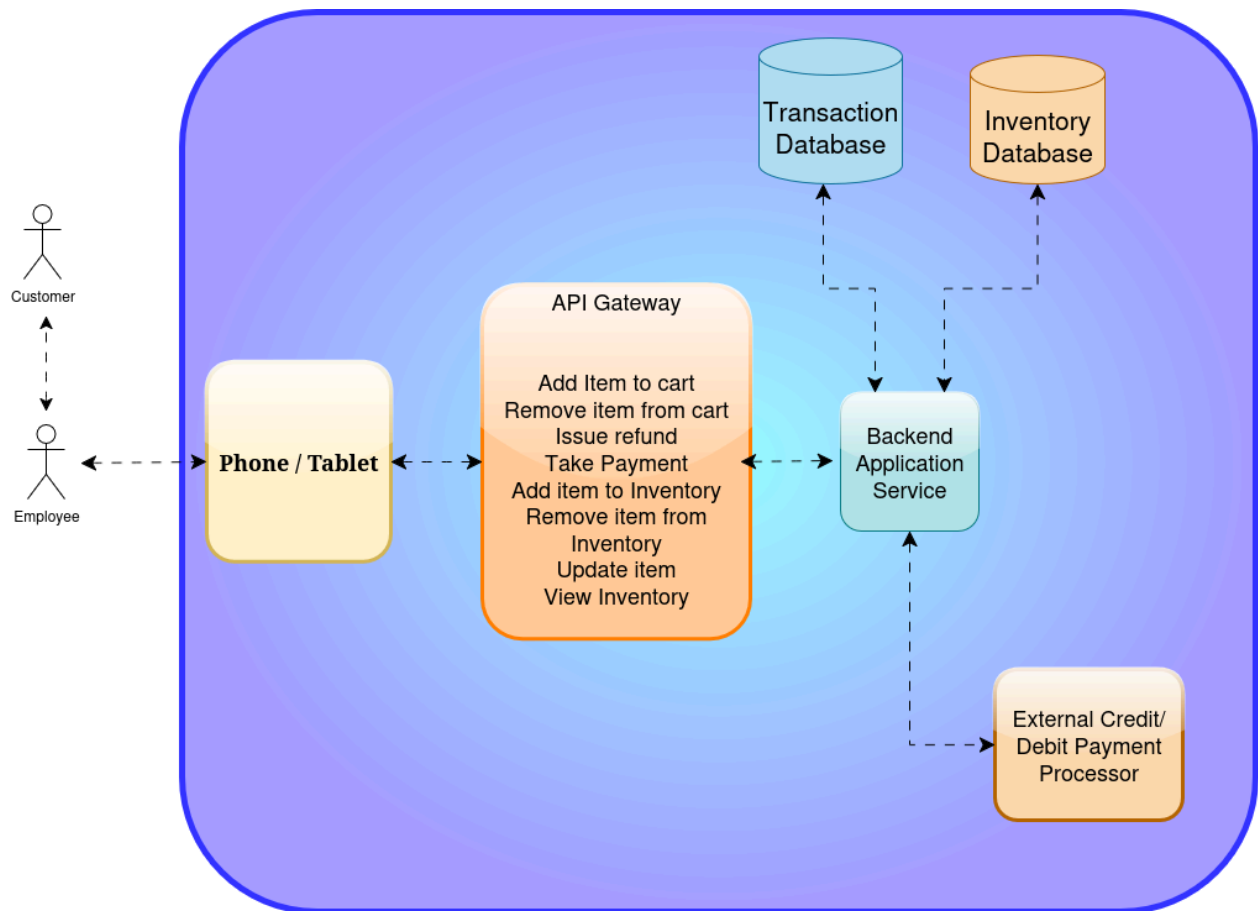 Transaction
Database
Inventory
Database
Customer
Employee
Phone / Tablet
API Gateway
Add Item to cart
Remove item from cart
Issue refund
Take Payment
Add item to Inventory
Remove item from
Inventory
Update item
View Inventory
Backend
Application
Service
External Credit/
Debit Payment
Processor